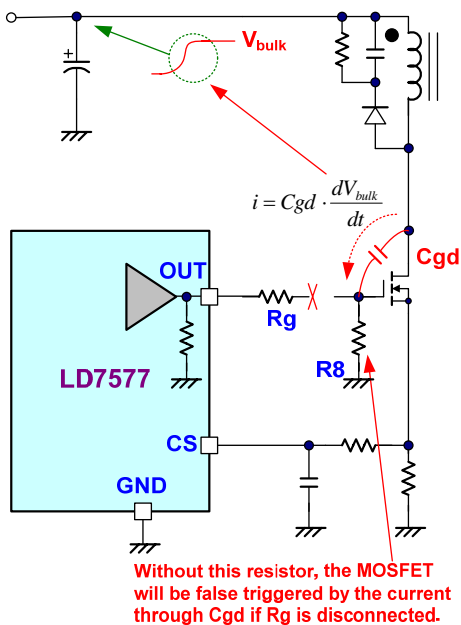 +
Vbulk
i = Cgd · dVbulk / dt
Cgd
OUT
Rg
R8
LD7577
CS
GND
Without this resistor, the MOSFET
will be false triggered by the current
through Cgd if Rg is disconnected.